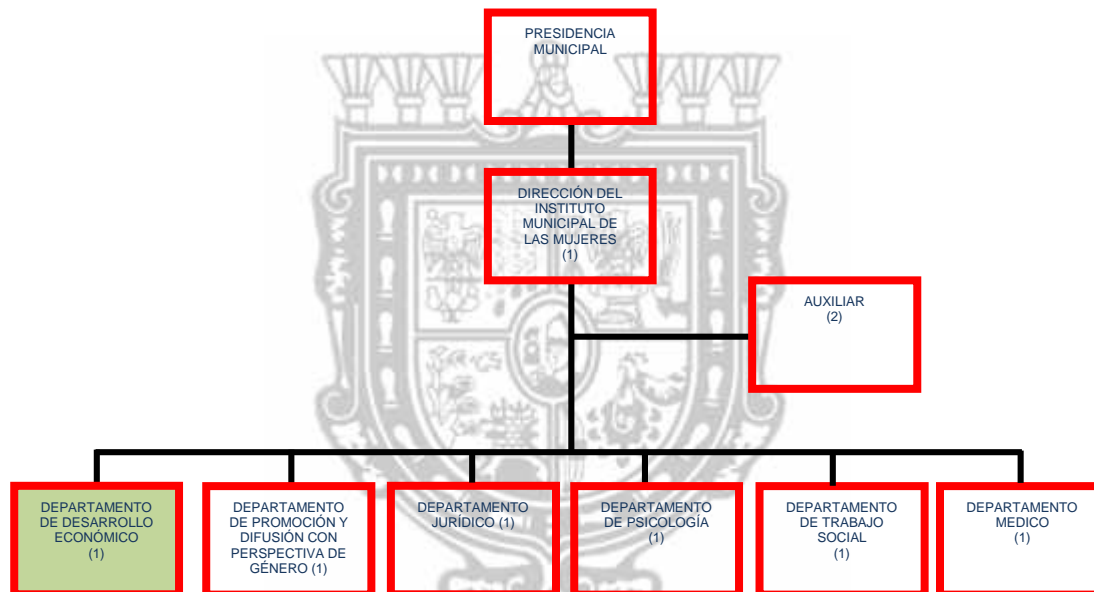 PRESIDENCIA
MUNICIPAL
DIRECCIÓN DEL
INSTITUTO
MUNICIPAL DE
LAS MUJERES
(1)
AUXILIAR
(2)
DEPARTAMENTO
DE DESARROLLO
ECONÓMICO
(1)
DEPARTAMENTO
DE PROMOCIÓN Y
DIFUSIÓN CON
PERSPECTIVA DE
GÉNERO (1)
DEPARTAMENTO
JURÍDICO (1)
DEPARTAMENTO
DE PSICOLOGÍA
(1)
DEPARTAMENTO
DE TRABAJO
SOCIAL
(1)
DEPARTAMENTO
MEDICO
(1)